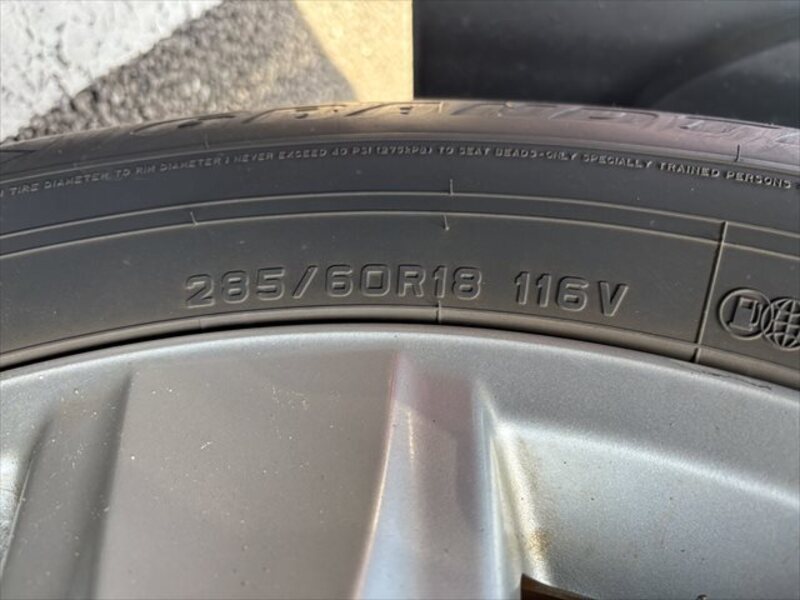 TIRE DIAMETER TO RIM DIAMETER: NEVER EXCEED 40 PSI (275kPa) TO SEAT BEADS-ONLY SPECIALLY TRAINED PERSONS
285/60R18 116V